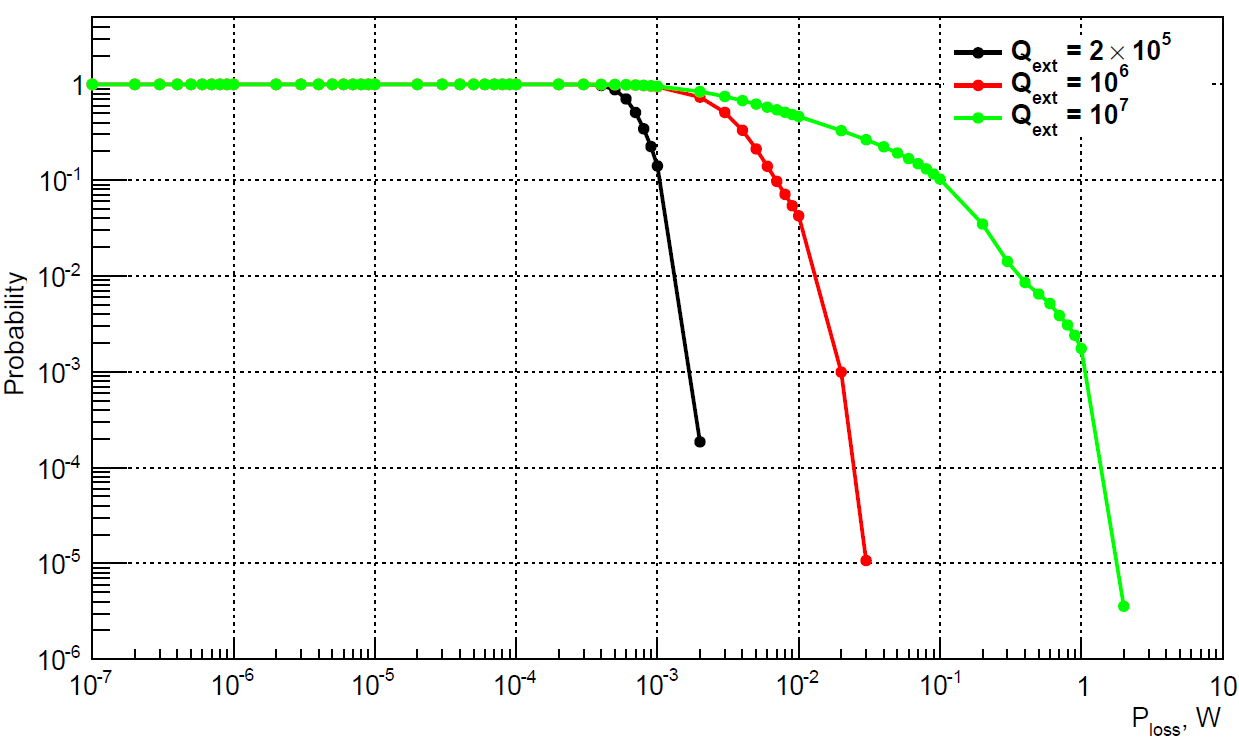 Q_ext = 2 × 10^5
Q_ext = 10^6
Q_ext = 10^7
Probability
1
10^-1
10^-2
10^-3
10^-4
10^-5
10^-6
10^-7 10^-6 10^-5 10^-4 10^-3 10^-2 10^-1 1 10
P_loss, W